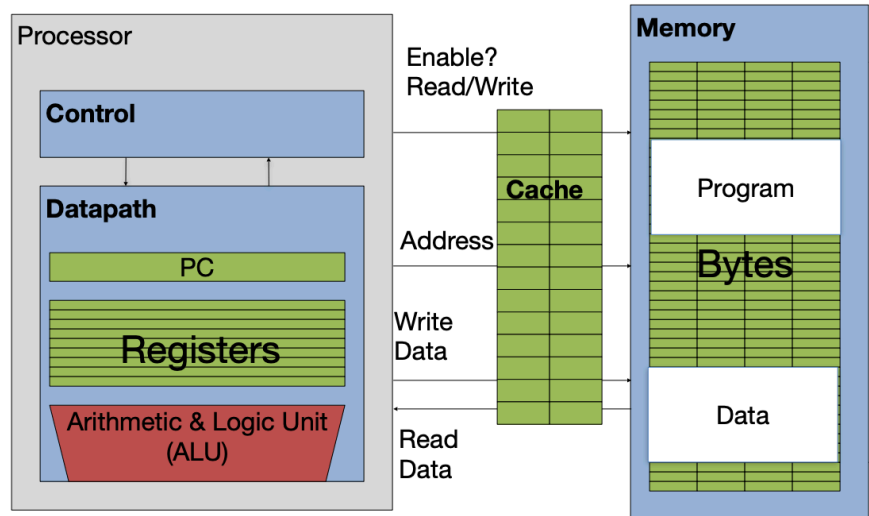 Processor
Control
Datapath
PC
Registers
Arithmetic & Logic Unit
(ALU)
Enable?
Read/Write
Cache
Address
Write
Data
Read
Data
Memory
Program
Bytes
Data